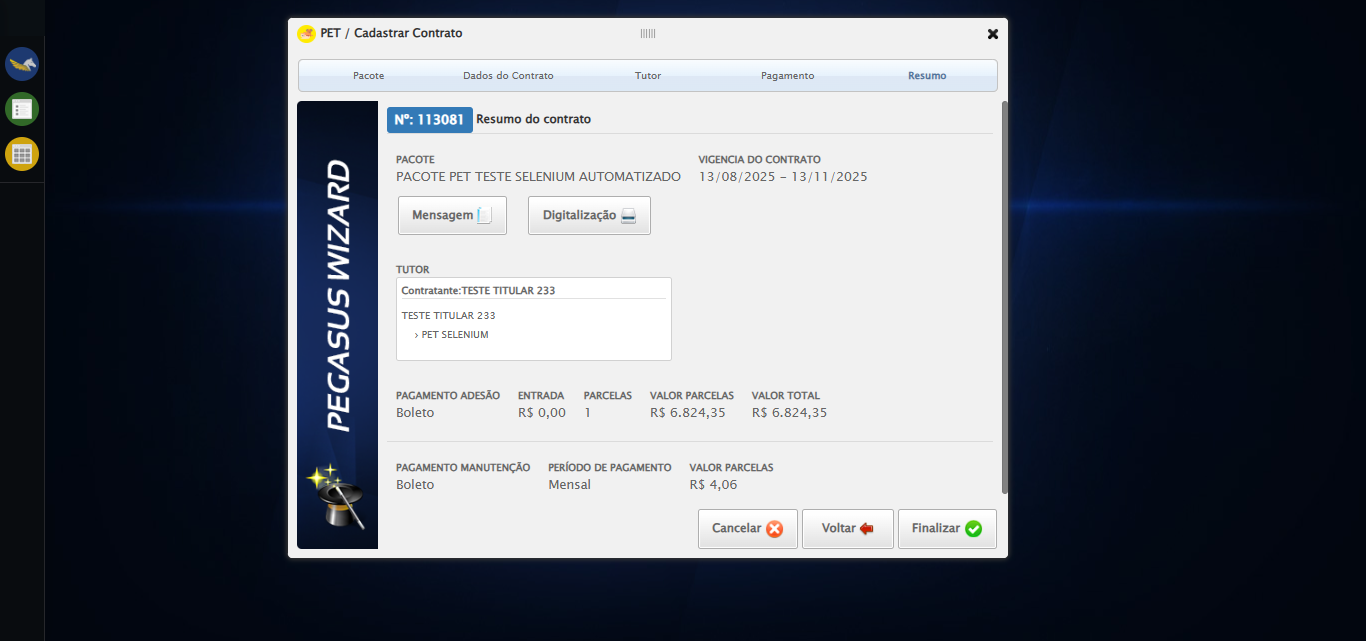 PET / Cadastrar Contrato
Pacote Dados do Contrato Tutor Pagamento Resumo
PEGASUS WIZARD
Nº: 113081 Resumo do contrato
PACOTE VIGENCIA DO CONTRATO
PACOTE PET TESTE SELENIUM AUTOMATIZADO 13/08/2025 - 13/11/2025
Mensagem Digitalização
TUTOR
Contratante:TESTE TITULAR 233
TESTE TITULAR 233
› PET SELENIUM
PAGAMENTO ADESÃO ENTRADA PARCELAS VALOR PARCELAS VALOR TOTAL
Boleto R$ 0,00 1 R$ 6.824,35 R$ 6.824,35
PAGAMENTO MANUTENÇÃO PERÍODO DE PAGAMENTO VALOR PARCELAS
Boleto Mensal R$ 4,06
Cancelar Voltar Finalizar